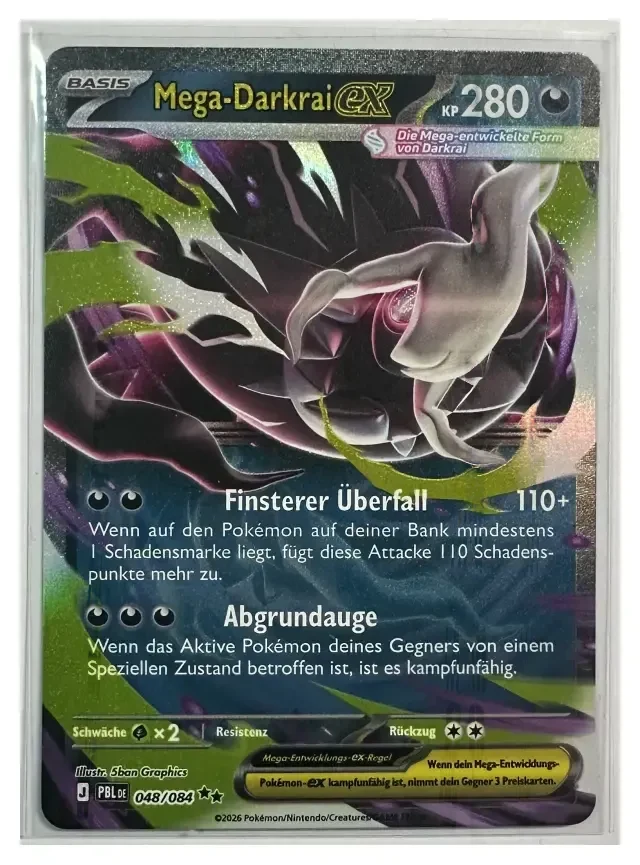 BASIS
Mega-Darkrai ex KP 280
Die Mega-entwickelte Form
von Darkrai
Finsterer Überfall 110+
Wenn auf den Pokémon auf deiner Bank mindestens
1 Schadensmarke liegt, fügt diese Attacke 110 Schadens-
punkte mehr zu.
Abgrundauge
Wenn das Aktive Pokémon deines Gegners von einem
Speziellen Zustand betroffen ist, ist es kampfunfähig.
Schwäche ×2 Resistenz Rückzug
Mega-Entwicklungs-ex-Regel
Wenn dein Mega-Entwicklungs-
Pokémon-ex kampfunfähig ist, nimmt dein Gegner 3 Preiskarten.
Illustr. 5ban Graphics
J PBL DE 048/084 ★★
©2026 Pokémon/Nintendo/Creatures/GAME